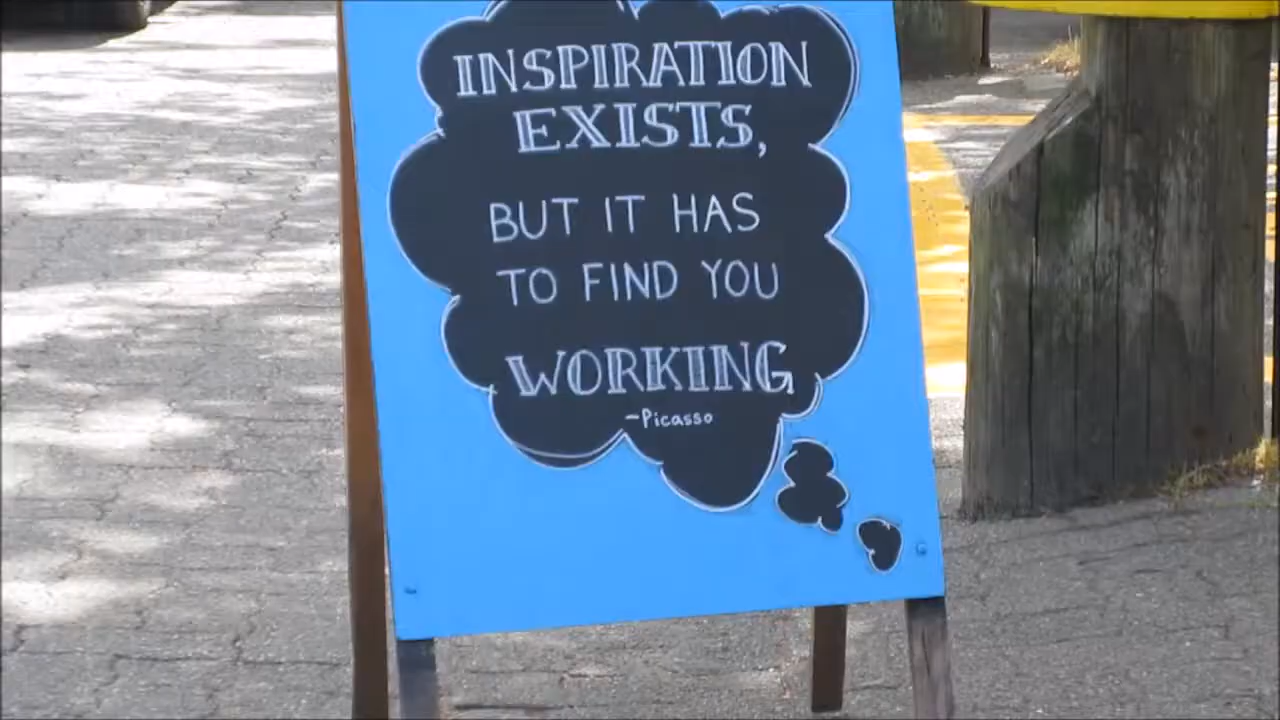 INSPIRATION
EXISTS,
BUT IT HAS
TO FIND YOU
WORKING
-Picasso